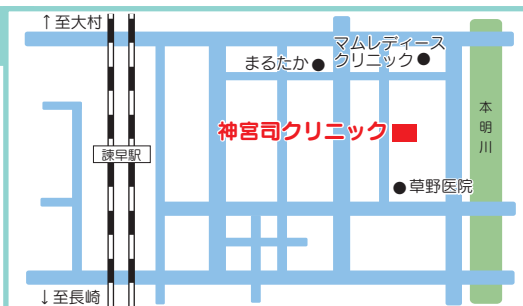 ↑至大村
マムレディース
クリニック
まるたか
神宮司クリニック
本明川
諫早駅
草野医院
↓至長崎